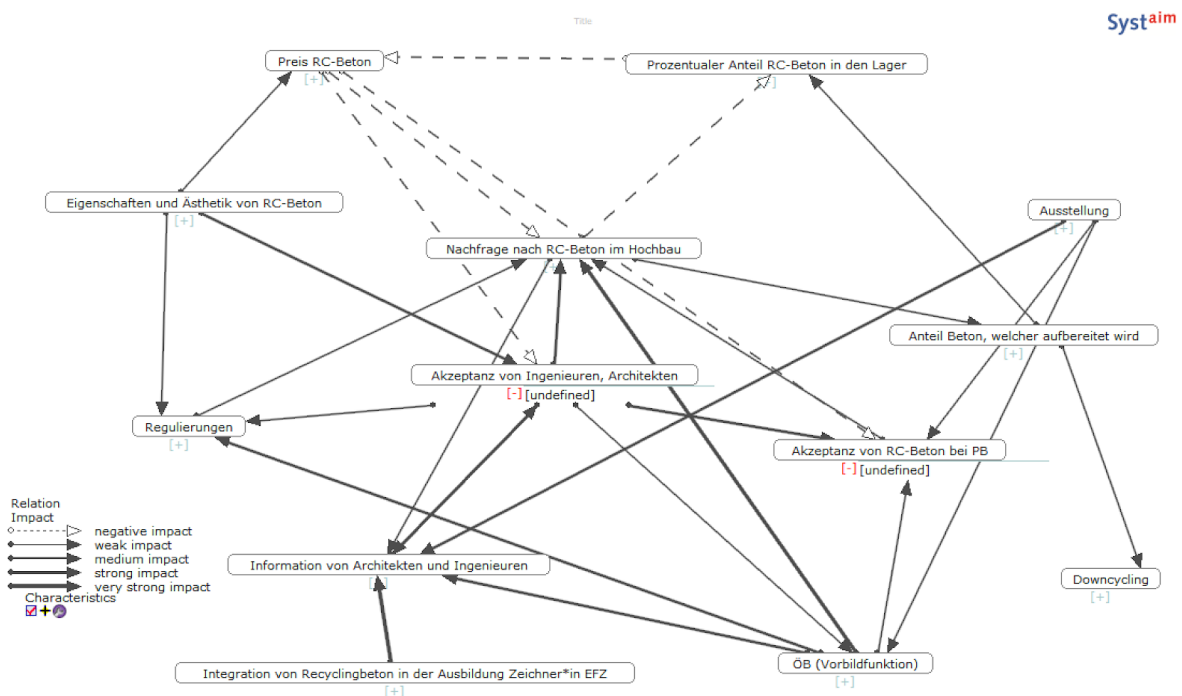 Title
Systaim
Preis RC-Beton
[+]
Prozentualer Anteil RC-Beton in den Lager
]
Eigenschaften und Ästhetik von RC-Beton
[+]
Ausstellung
[+]
Nachfrage nach RC-Beton im Hochbau
[+]
Anteil Beton, welcher aufbereitet wird
[+]
Akzeptanz von Ingenieuren, Architekten
[-] [undefined]
Regulierungen
[+]
Akzeptanz von RC-Beton bei PB
[-] [undefined]
Relation
Impact
negative impact
weak impact
medium impact
strong impact
very strong impact
Characteristics
Information von Architekten und Ingenieuren
Downcycling
[+]
Integration von Recyclingbeton in der Ausbildung Zeichner*in EFZ
[+]
ÖB (Vorbildfunktion)
[+]